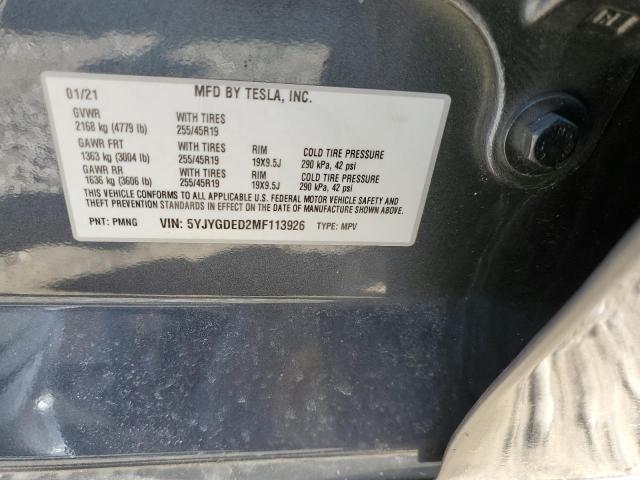 01/21 MFD BY TESLA, INC.
GVWR WITH TIRES
2168 kg (4779 lb) 255/45R19
GAWR FRT WITH TIRES RIM COLD TIRE PRESSURE
1363 kg (3004 lb) 255/45R19 19X9.5J 290 kPa, 42 psi
GAWR RR WITH TIRES RIM COLD TIRE PRESSURE
1636 kg (3606 lb) 255/45R19 19X9.5J 290 kPa, 42 psi
THIS VEHICLE CONFORMS TO ALL APPLICABLE U.S. FEDERAL MOTOR VEHICLE SAFETY AND
THEFT PREVENTION STANDARDS IN EFFECT ON THE DATE OF MANUFACTURE SHOWN ABOVE.
PNT: PMNG VIN: 5YJYGDED2MF113926 TYPE: MPV